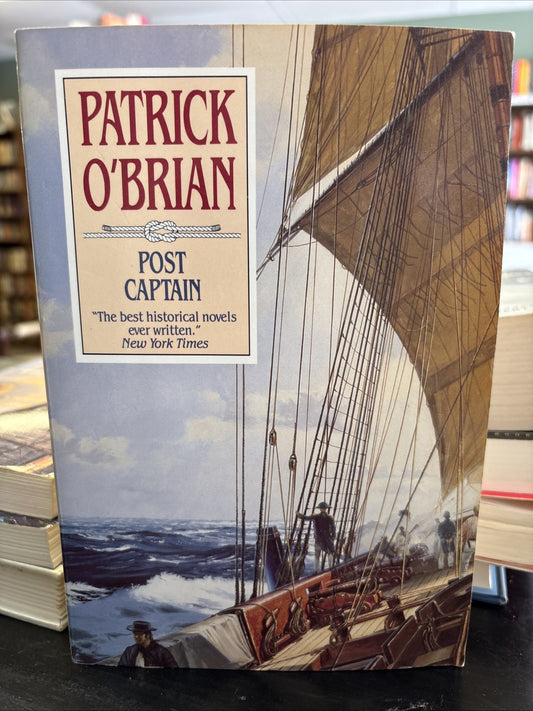 PATRICK
O'BRIAN
POST
CAPTAIN
"The best historical novels
ever written."
New York Times